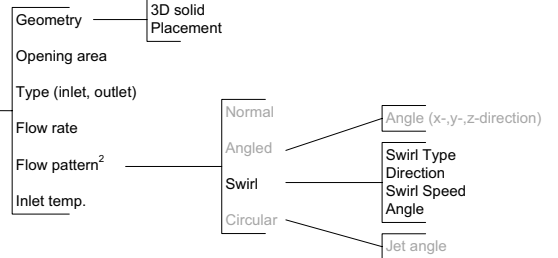 Geometry
3D solid
Placement
Opening area
Type (inlet, outlet)
Flow rate
Flow pattern²
Inlet temp.
Normal
Angled
Swirl
Circular
Angle (x-,y-,z-direction)
Swirl Type
Direction
Swirl Speed
Angle
Jet angle